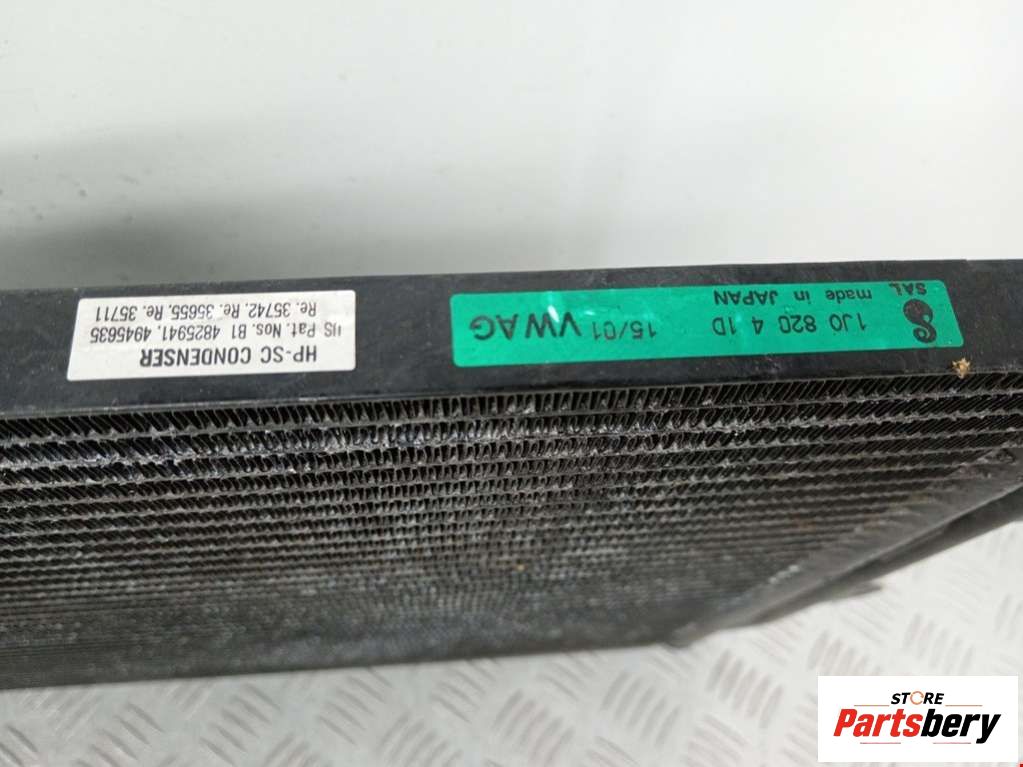 HP-SC CONDENSER
US Pat. Nos. B1 4825941, 4945635
Re. 35742, Re. 35655, Re. 35711
S
SAL
1J0 820 4 1D
made in JAPAN
15/01 VWAG
STORE
Partsbery